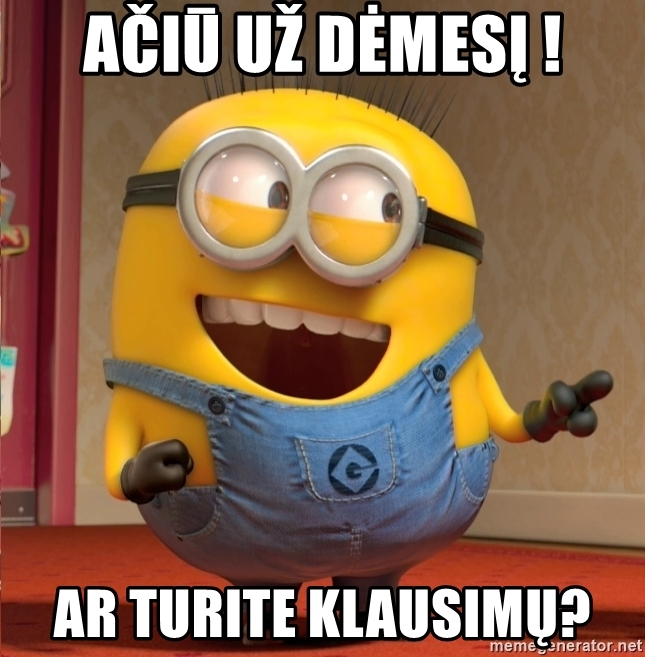 AČIŪ UŽ DĖMESĮ !
G
AR TURITE KLAUSIMŲ?
memegenerator.net